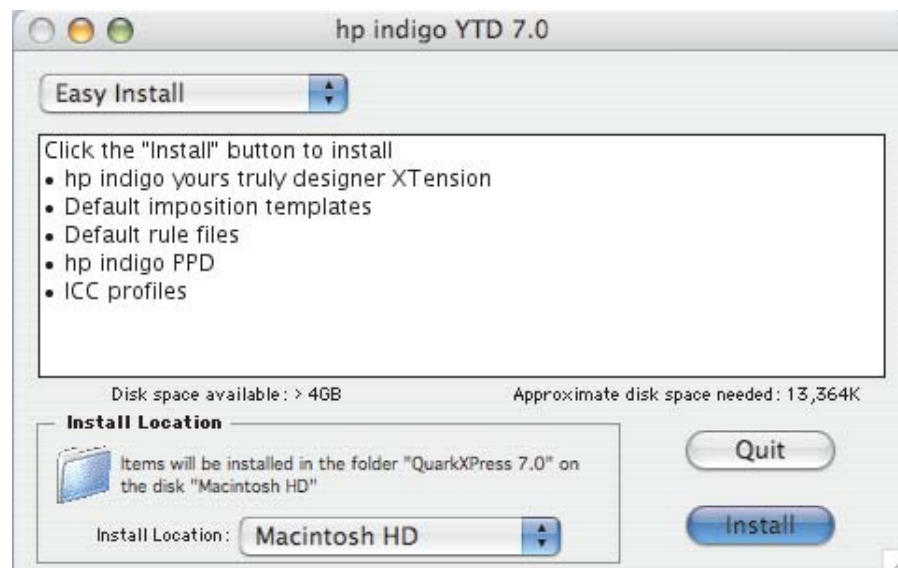 hp indigo YTD 7.0
Easy Install
Click the "Install" button to install
• hp indigo yours truly designer XTension
• Default imposition templates
• Default rule files
• hp indigo PPD
• ICC profiles
Disk space available: > 4GB
Approximate disk space needed: 13,364K
Install Location
Items will be installed in the folder "QuarkXPress 7.0" on
the disk "Macintosh HD"
Install Location: Macintosh HD
Quit
Install